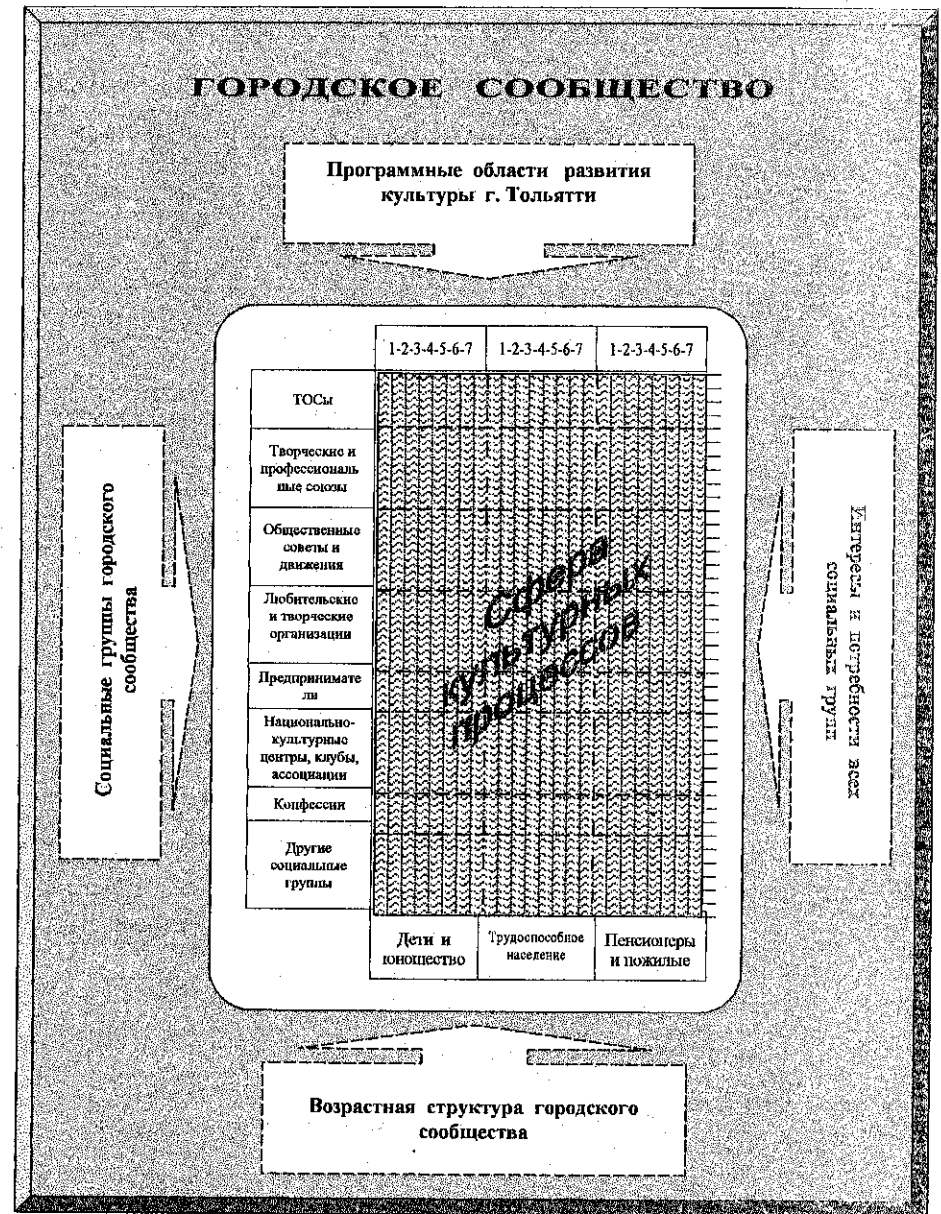 ГОРОДСКОЕ СООБЩЕСТВО
Программные области развития
культуры г. Тольятти
1-2-3-4-5-6-7 1-2-3-4-5-6-7 1-2-3-4-5-6-7
ТОСы
Творческие и
профессиональ
ные союзы
Общественные
советы и
движения
Любительские
и творческие
организации
Предпринимате
ли
Национально-
культурные
центры, клубы,
ассоциации
Конфессии
Другие
социальные
группы
Сфера
культурных
процессов
Социальные группы городского
сообщества
Интересы и потребности всех
социальных групп
Дети и
юношество
Трудоспособное
население
Пенсионеры
и пожилые
Возрастная структура городского
сообщества